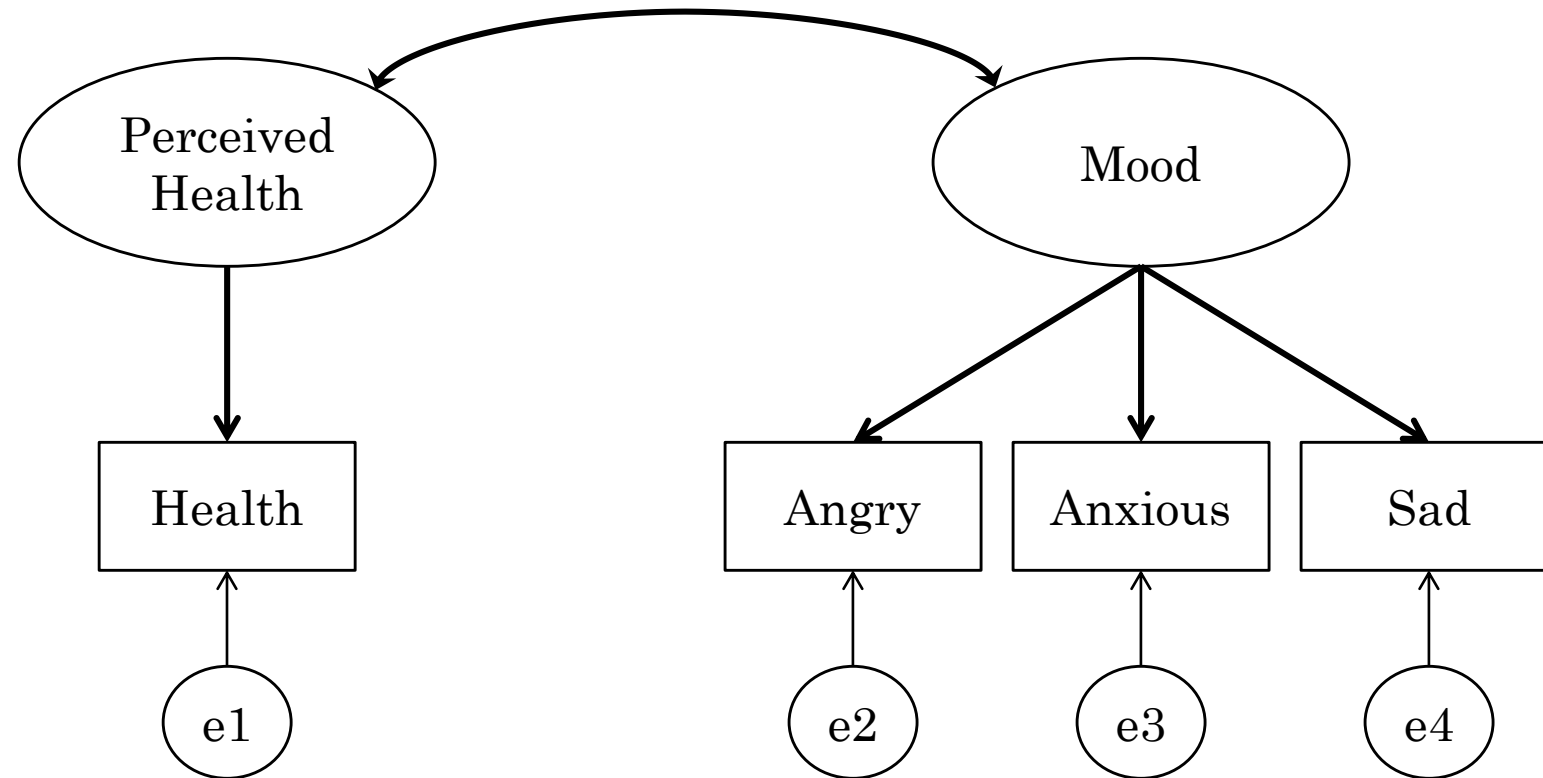 Perceived
Health
Mood
Health
Angry
Anxious
Sad
e1
e2
e3
e4